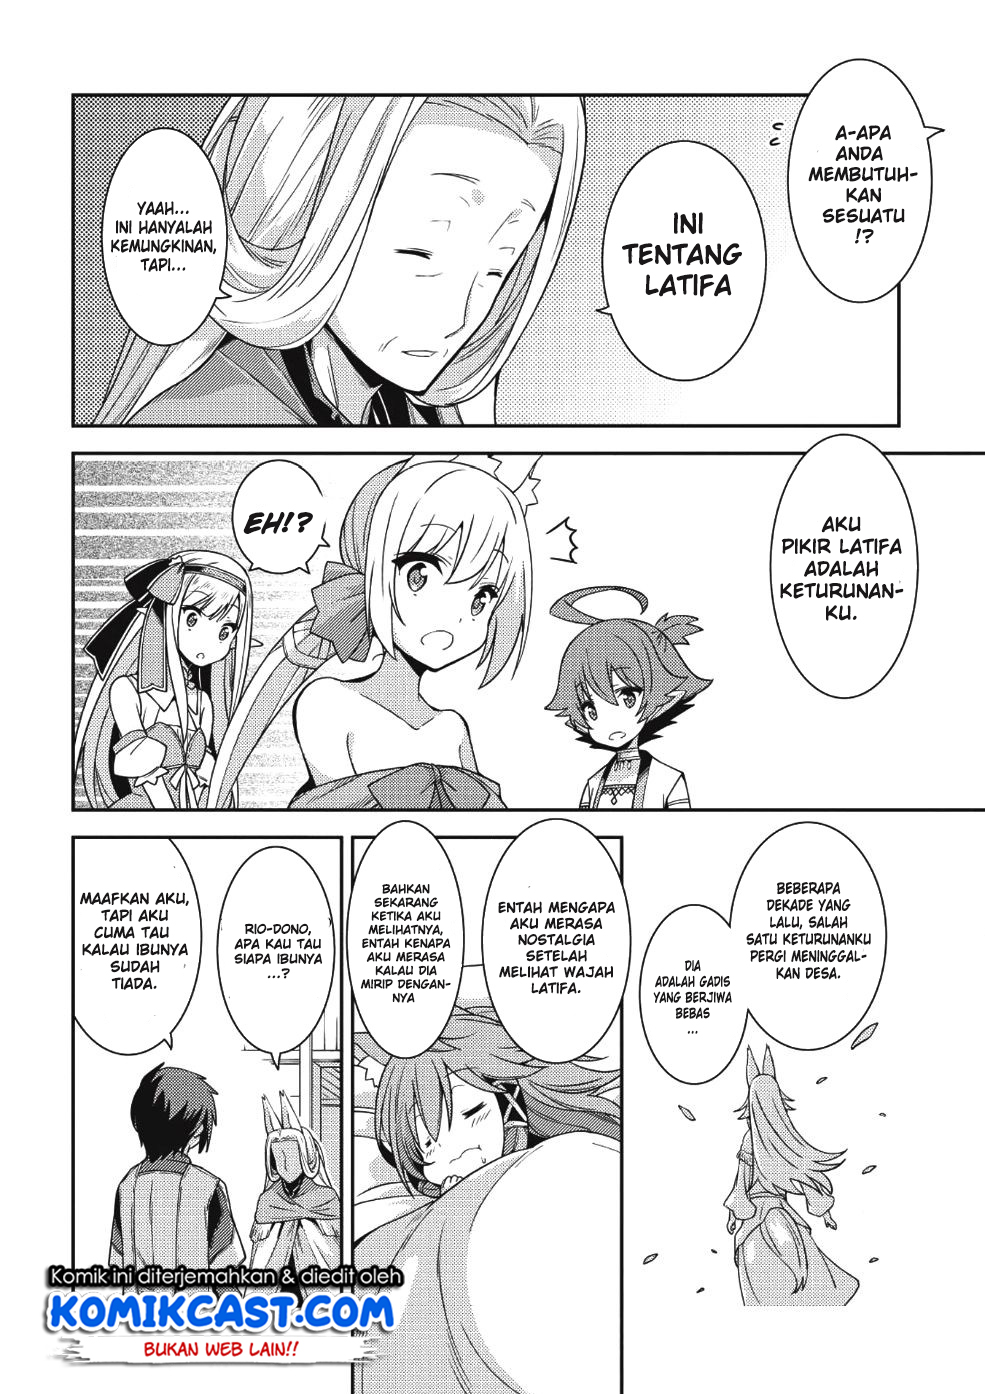 A-APA
ANDA
MEMBUTUH-
KAN
SESUATU
!?
INI
TENTANG
LATIFA
YAAH...
INI HANYALAH
KEMUNGKINAN,
TAPI...
AKU
PIKIR LATIFA
ADALAH
KETURUNAN-
KU.
EH!?
BEBERAPA
DEKADE YANG
LALU, SALAH
SATU KETURUNANKU
PERGI MENINGGAL-
KAN DESA.
DIA
ADALAH GADIS
YANG BERJIWA
BEBAS
...
ENTAH MENGAPA
AKU MERASA
NOSTALGIA
SETELAH
MELIHAT WAJAH
LATIFA.
BAHKAN
SEKARANG
KETIKA AKU
MELIHATNYA,
ENTAH KENAPA
AKU MERASA
KALAU DIA
MIRIP DENGAN-
NYA
RIO-DONO,
APA KAU TAU
SIAPA IBUNYA
...?
MAAFKAN AKU,
TAPI AKU
CUMA TAU
KALAU IBUNYA
SUDAH
TIADA.
Komik ini diterjemahkan & diedit oleh
KOMIKCAST.COM
BUKAN WEB LAIN!!